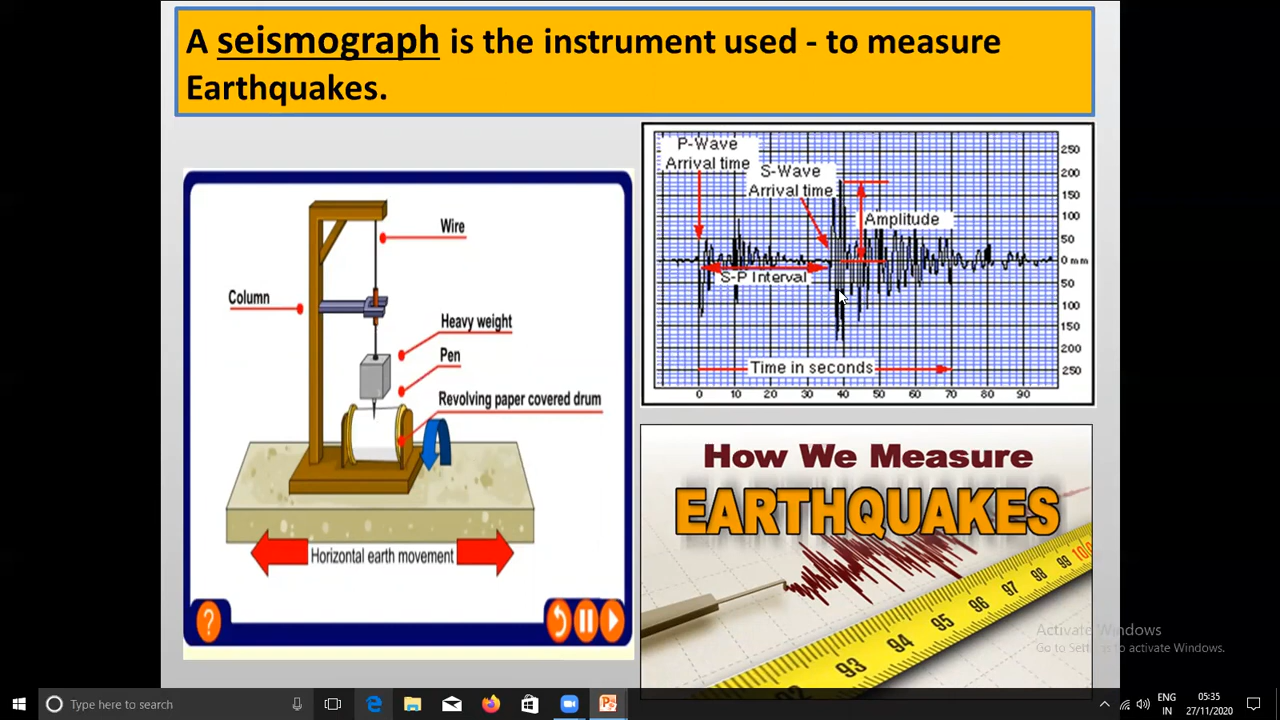 A seismograph is the instrument used - to measure
Earthquakes.
Wire
Column
Heavy weight
Pen
Revolving paper covered drum
Horizontal earth movement
?
P-Wave
Arrival time
S-Wave
Arrival time
Amplitude
S-P Interval
Time in seconds
250
200
150
100
50
0 mm
50
100
150
200
250
0 10 20 30 40 50 60 70 80 90
How We Measure
EARTHQUAKES
93 94 95 96 97 98 99
Activate Windows
Go to Settings to activate Windows.
Type here to search
ENG
IN
05:35
27/11/2020